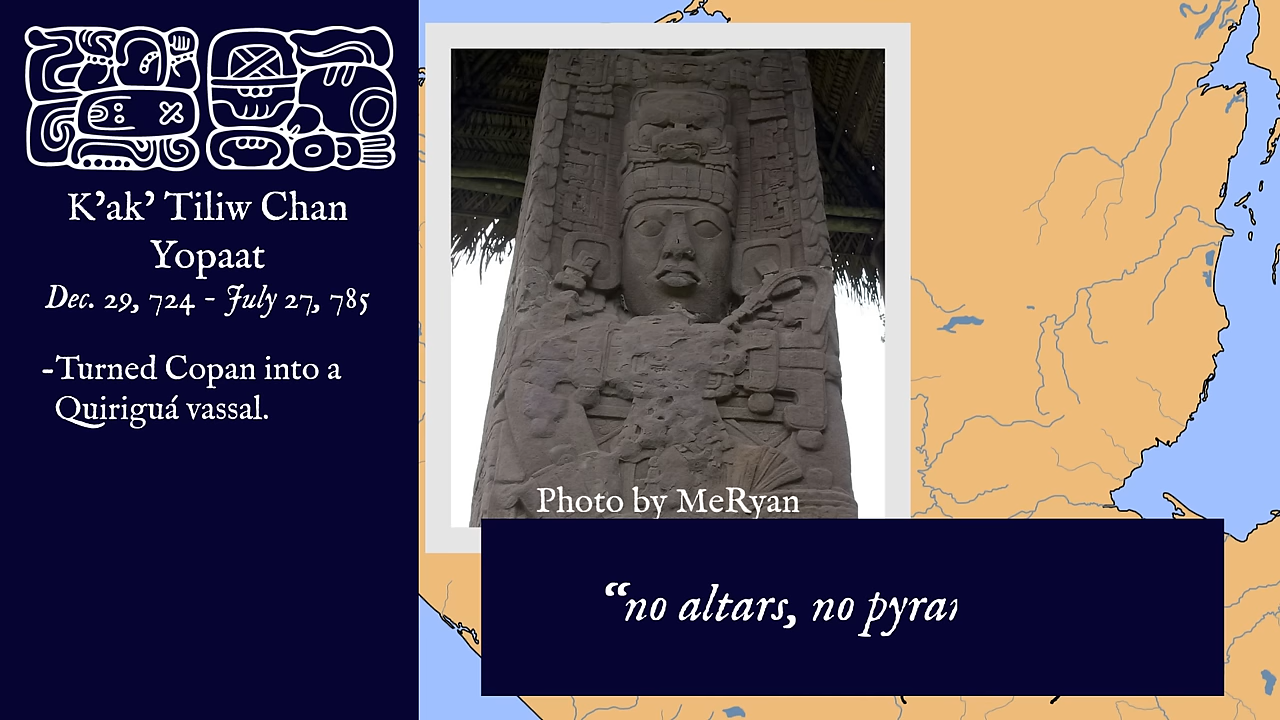 K'ak' Tiliw Chan
Yopaat
Dec. 29, 724 - July 27, 785
-Turned Copan into a
Quiriguá vassal.
Photo by MeRyan
“no altars, no